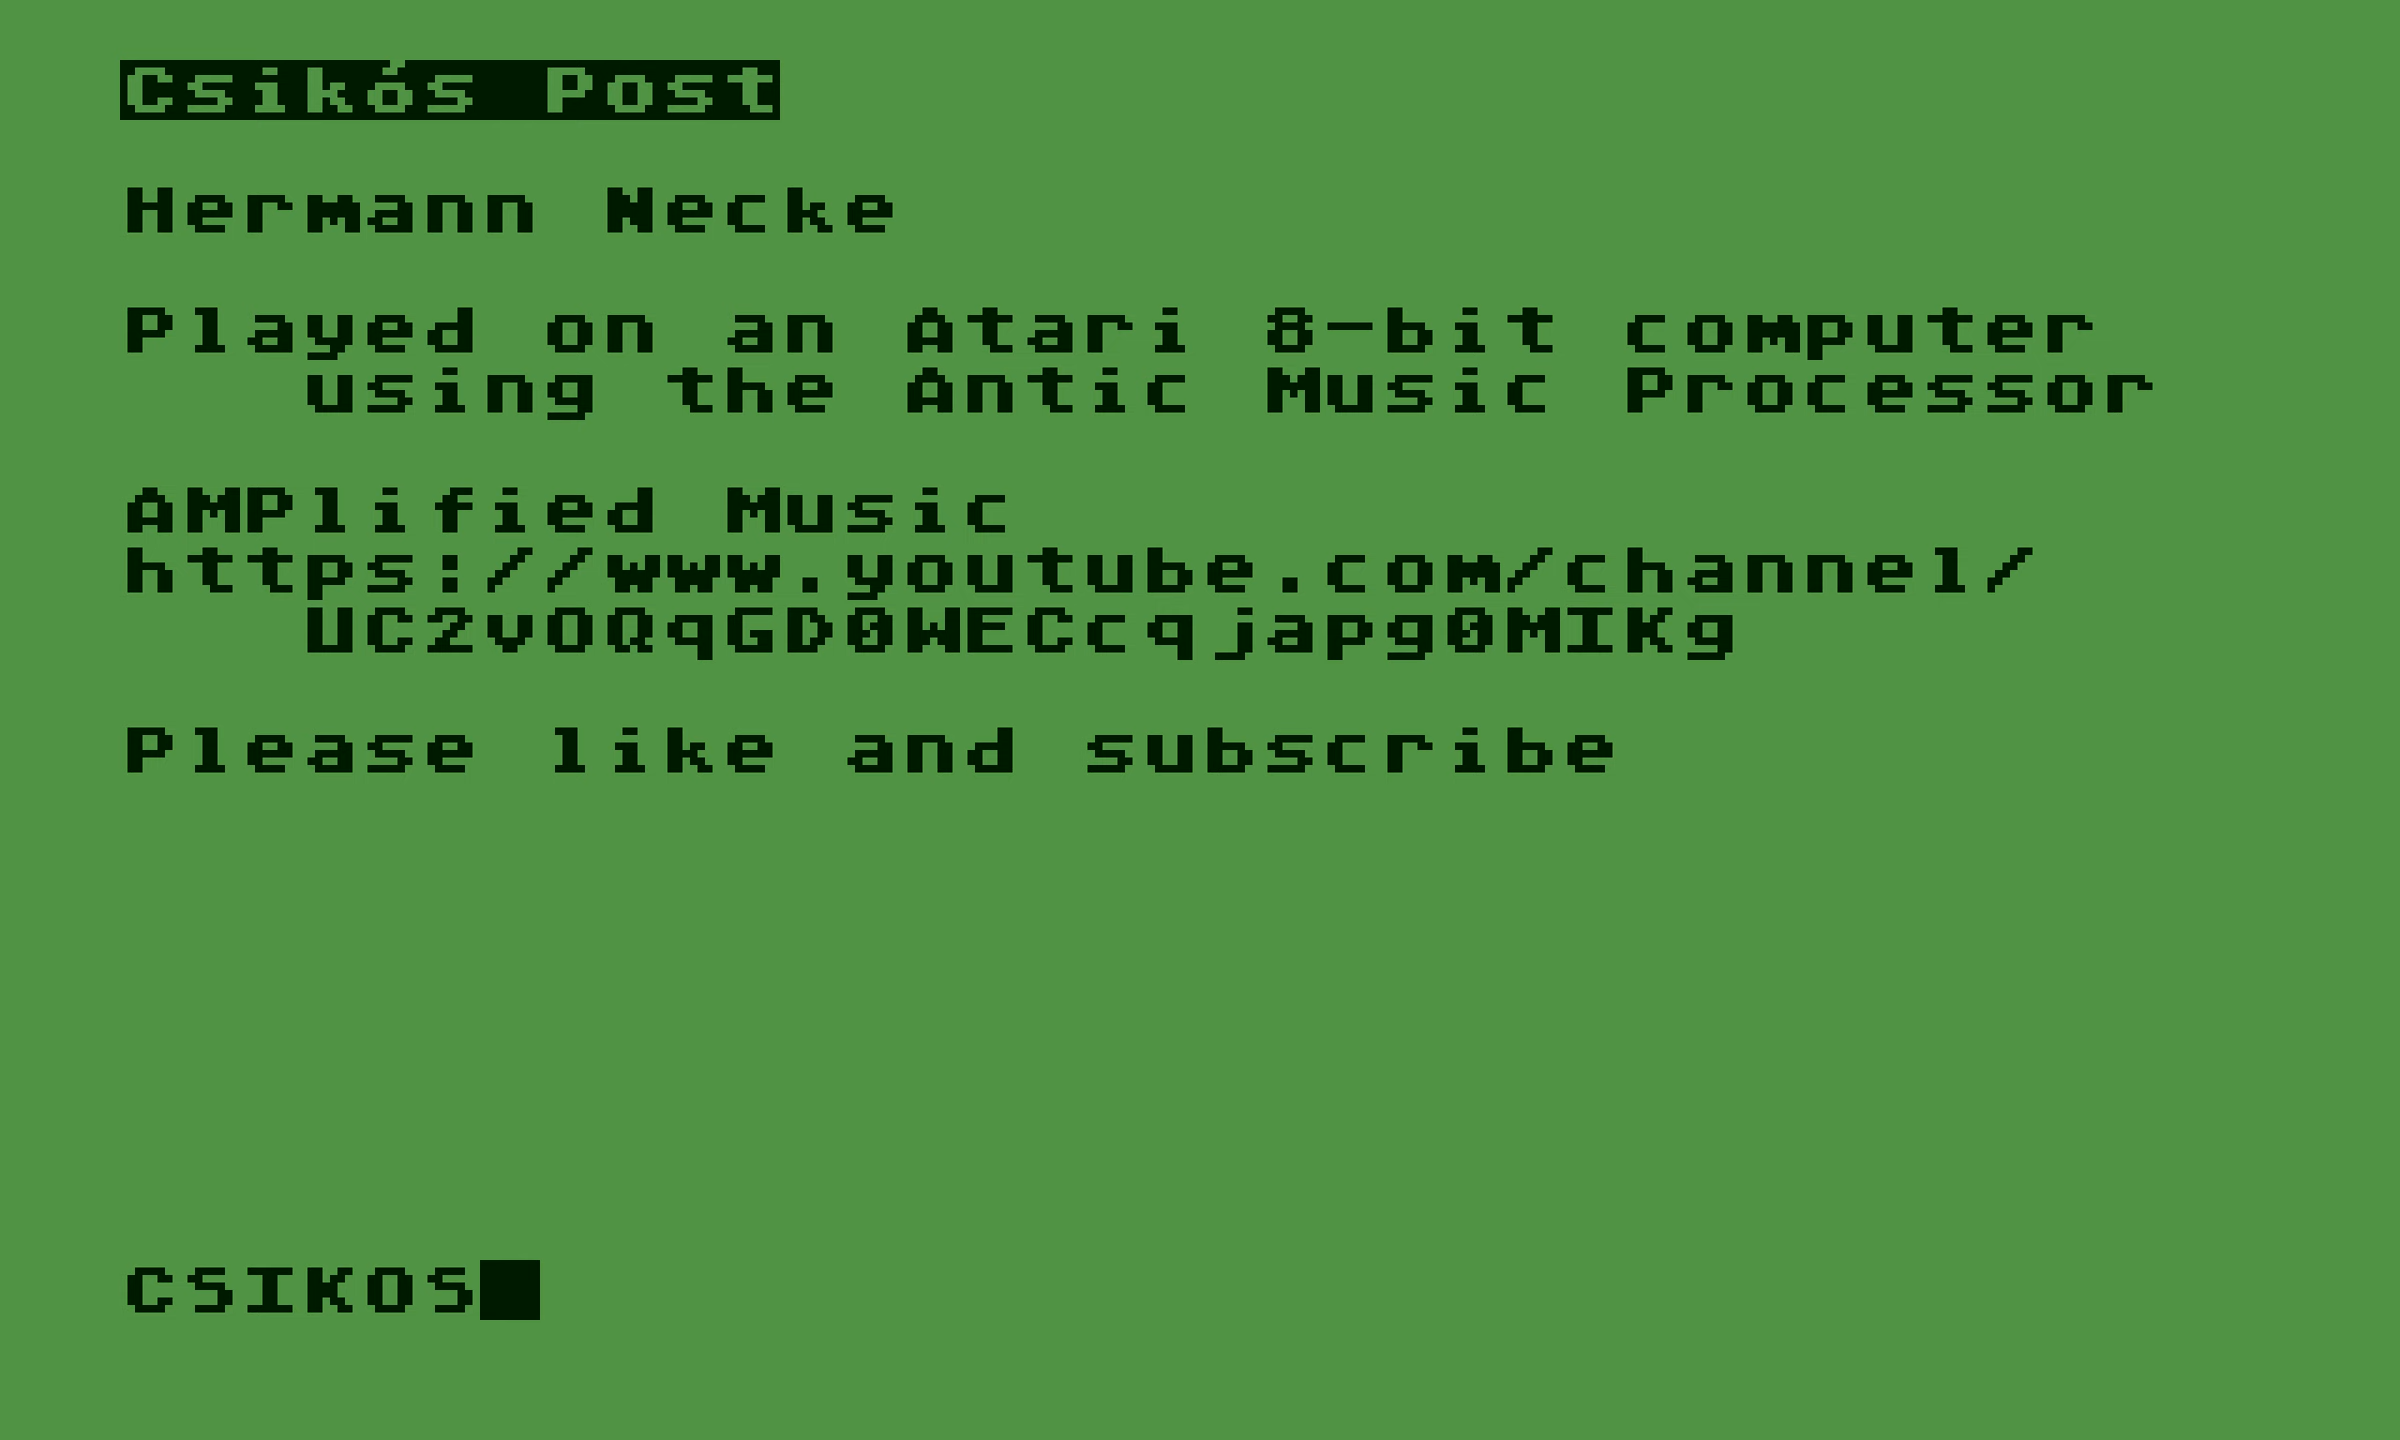 Csikós Post
Hermann Necke
Played on an Atari 8-bit computer
using the Antic Music Processor
AMPlified Music
https://www.youtube.com/channel/
UC2vOQqGD0WECcqjapg0MIKg
Please like and subscribe
CSIKOS